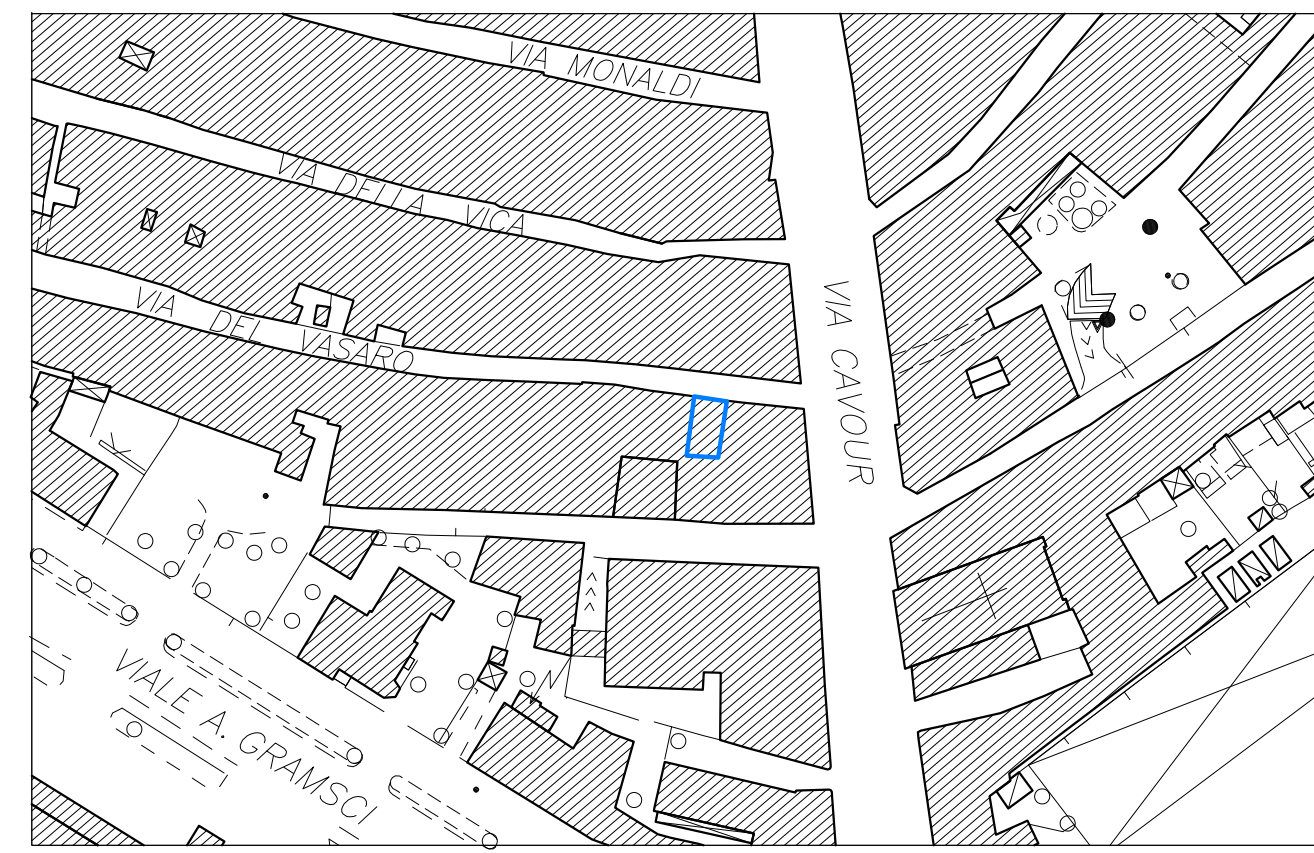 VIA MONALDI
VIA DELLA VICA
VIA DEL VASARO
VIA CAVOUR
VIALE A. GRAMSCI